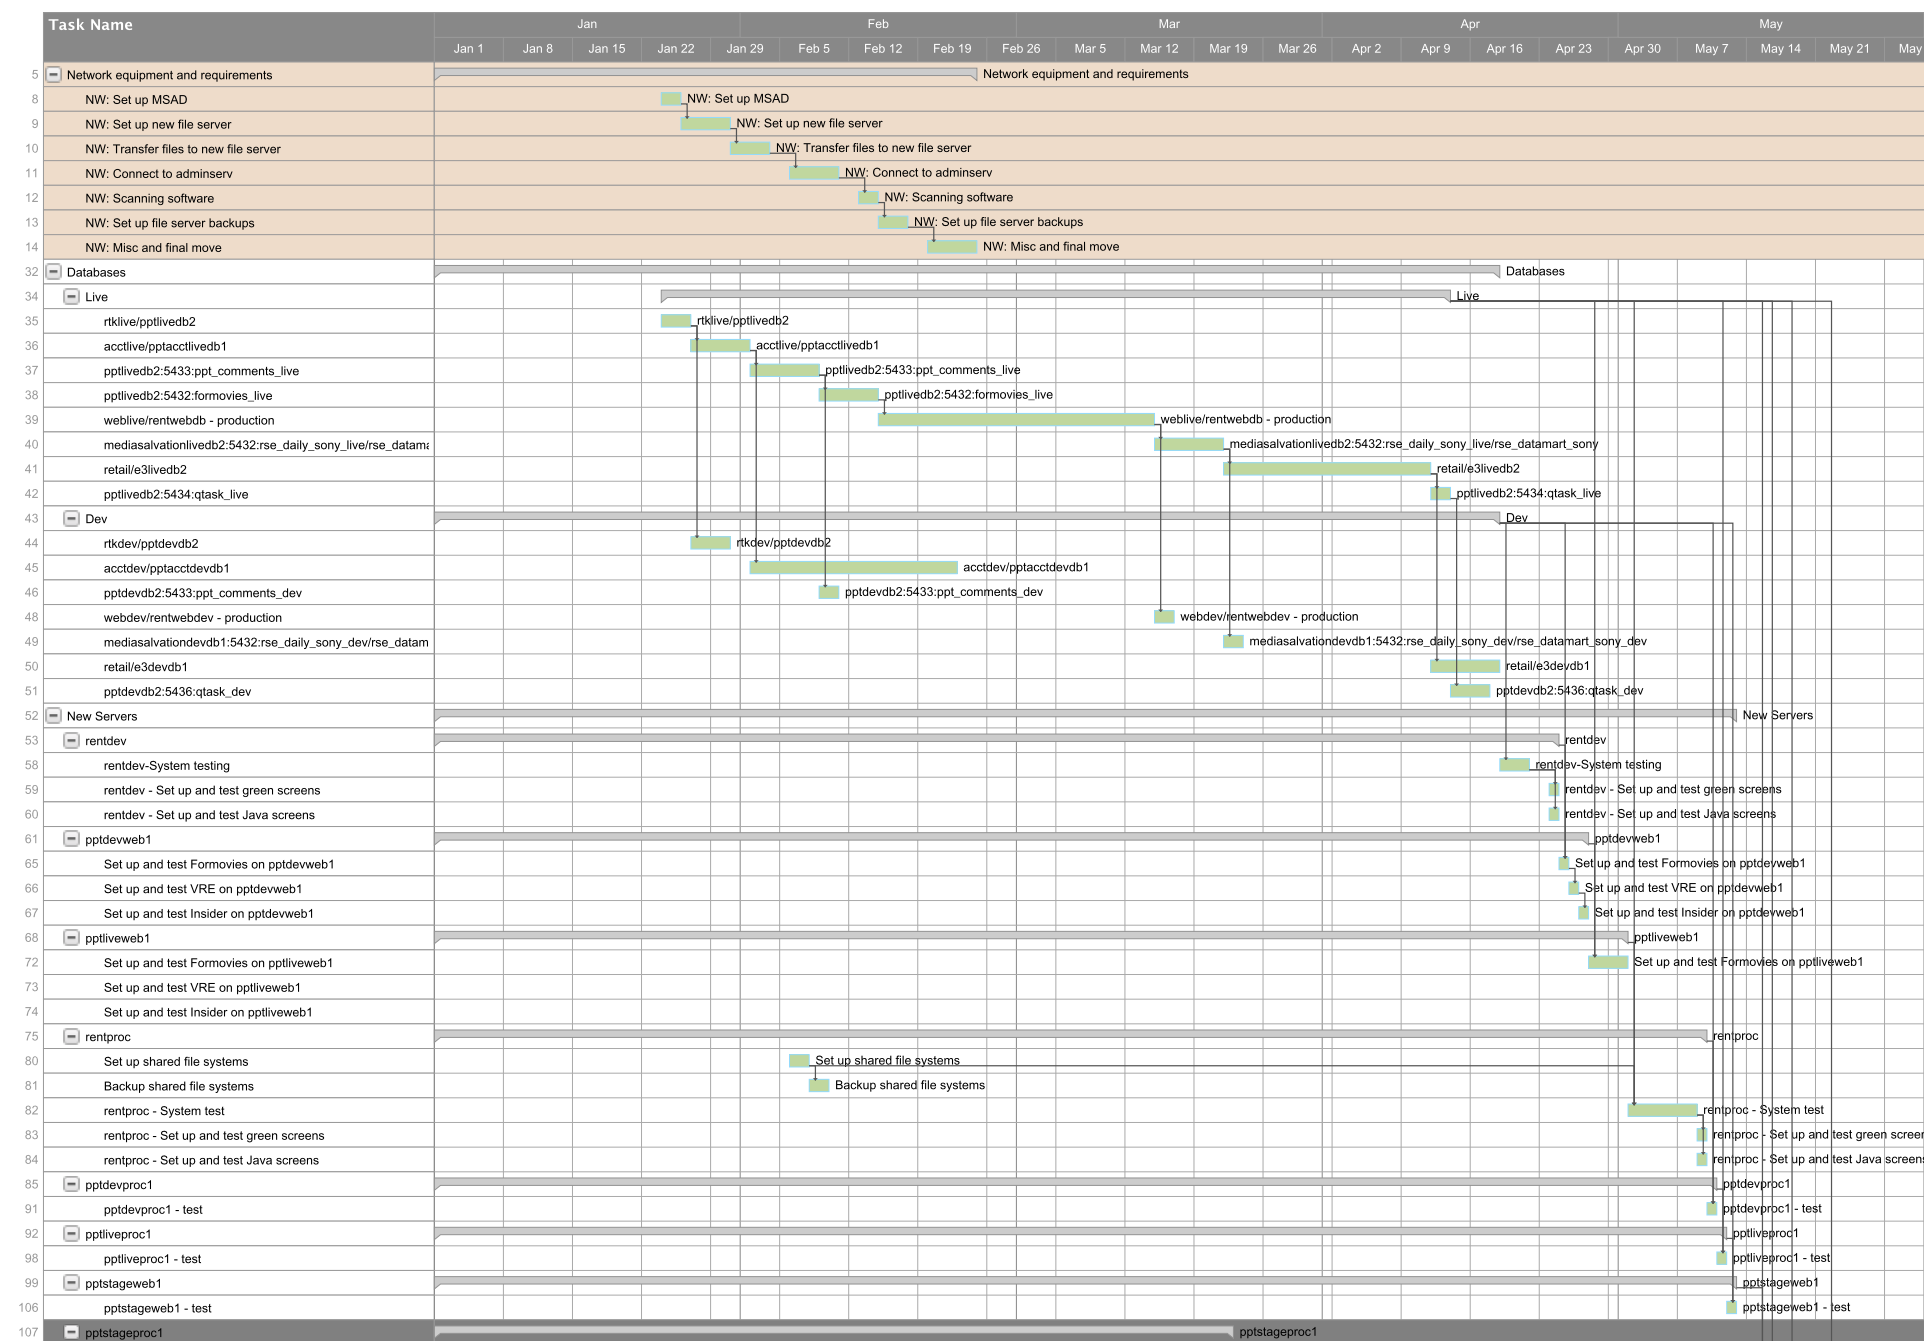 Task Name
Jan Feb Mar Apr May
Jan 1 Jan 8 Jan 15 Jan 22 Jan 29 Feb 5 Feb 12 Feb 19 Feb 26 Mar 5 Mar 12 Mar 19 Mar 26 Apr 2 Apr 9 Apr 16 Apr 23 Apr 30 May 7 May 14 May 21 May
5 Network equipment and requirements Network equipment and requirements
8 NW: Set up MSAD NW: Set up MSAD
9 NW: Set up new file server NW: Set up new file server
10 NW: Transfer files to new file server NW: Transfer files to new file server
11 NW: Connect to adminserv NW: Connect to adminserv
12 NW: Scanning software NW: Scanning software
13 NW: Set up file server backups NW: Set up file server backups
14 NW: Misc and final move NW: Misc and final move
32 Databases Databases
34 Live Live
35 rtklive/pptlivedb2 rtklive/pptlivedb2
36 acctlive/pptacctlivedb1 acctlive/pptacctlivedb1
37 pptlivedb2:5433:ppt_comments_live pptlivedb2:5433:ppt_comments_live
38 pptlivedb2:5432:formovies_live pptlivedb2:5432:formovies_live
39 weblive/rentwebdb - production weblive/rentwebdb - production
40 mediasalvationlivedb2:5432:rse_daily_sony_live/rse_datama mediasalvationlivedb2:5432:rse_daily_sony_live/rse_datamart_sony
41 retail/e3livedb2 retail/e3livedb2
42 pptlivedb2:5434:qtask_live pptlivedb2:5434:qtask_live
43 Dev Dev
44 rtkdev/pptdevdb2 rtkdev/pptdevdb2
45 acctdev/pptacctdevdb1 acctdev/pptacctdevdb1
46 pptdevdb2:5433:ppt_comments_dev pptdevdb2:5433:ppt_comments_dev
48 webdev/rentwebdev - production webdev/rentwebdev - production
49 mediasalvationdevdb1:5432:rse_daily_sony_dev/rse_datam mediasalvationdevdb1:5432:rse_daily_sony_dev/rse_datamart_sony_dev
50 retail/e3devdb1 retail/e3devdb1
51 pptdevdb2:5436:qtask_dev pptdevdb2:5436:qtask_dev
52 New Servers New Servers
53 rentdev rentdev
58 rentdev-System testing rentdev-System testing
59 rentdev - Set up and test green screens rentdev - Set up and test green screens
60 rentdev - Set up and test Java screens rentdev - Set up and test Java screens
61 pptdevweb1 pptdevweb1
65 Set up and test Formovies on pptdevweb1 Set up and test Formovies on pptdevweb1
66 Set up and test VRE on pptdevweb1 Set up and test VRE on pptdevweb1
67 Set up and test Insider on pptdevweb1 Set up and test Insider on pptdevweb1
68 pptliveweb1 pptliveweb1
72 Set up and test Formovies on pptliveweb1 Set up and test Formovies on pptliveweb1
73 Set up and test VRE on pptliveweb1
74 Set up and test Insider on pptliveweb1
75 rentproc rentproc
80 Set up shared file systems Set up shared file systems
81 Backup shared file systems Backup shared file systems
82 rentproc - System test rentproc - System test
83 rentproc - Set up and test green screens rentproc - Set up and test green screen
84 rentproc - Set up and test Java screens rentproc - Set up and test Java screens
85 pptdevproc1 pptdevproc1
91 pptdevproc1 - test pptdevproc1 - test
92 pptliveproc1 pptliveproc1
98 pptliveproc1 - test pptliveproc1 - test
99 pptstageweb1 pptstageweb1
106 pptstageweb1 - test pptstageweb1 - test
107 pptstageproc1 pptstageproc1